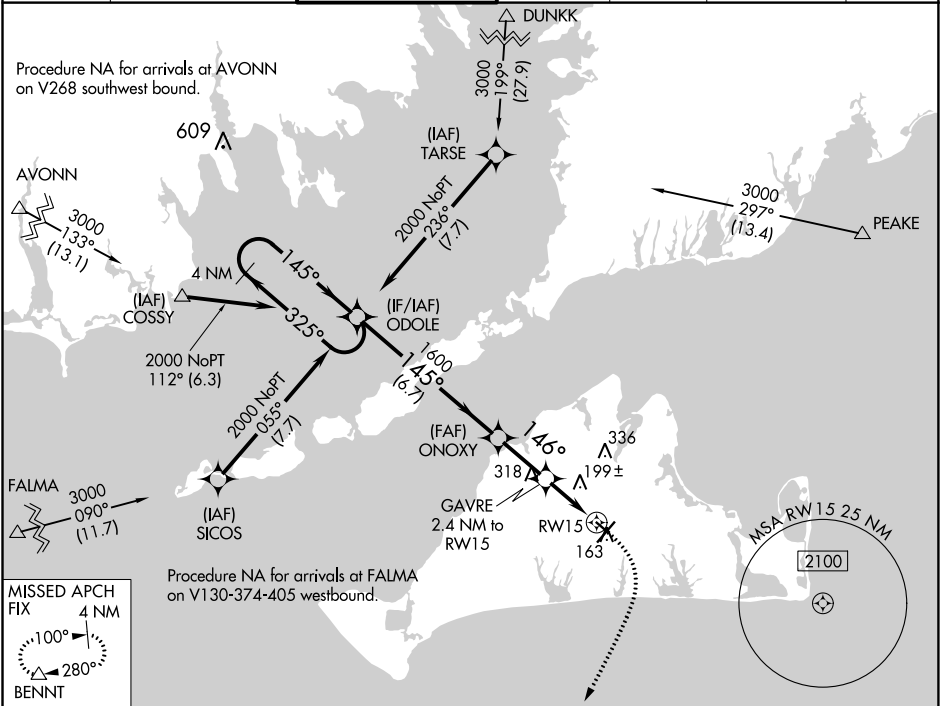 DUNKK
Procedure NA for arrivals at AVONN
on V268 southwest bound.
3000
199°
(27.9)
609
(IAF)
TARSE
AVONN
3000
133°
(13.1)
2000 NoPT
236°
(7.7)
3000
297°
(13.4)
PEAKE
4 NM
145°
325°
(IAF)
COSSY
(IF/IAF)
ODOLE
2000 NoPT
112° (6.3)
1600
145°
(6.7)
2000 NoPT
055°
(7.7)
(FAF)
ONOXY
146°
336
318
199±
FALMA
3000
090°
(11.7)
(IAF)
SICOS
GAVRE
2.4 NM to
RW15
RW15
163
MSA RW15 25 NM
2100
Procedure NA for arrivals at FALMA
on V130-374-405 westbound.
MISSED APCH
FIX
4 NM
100°
280°
BENNT